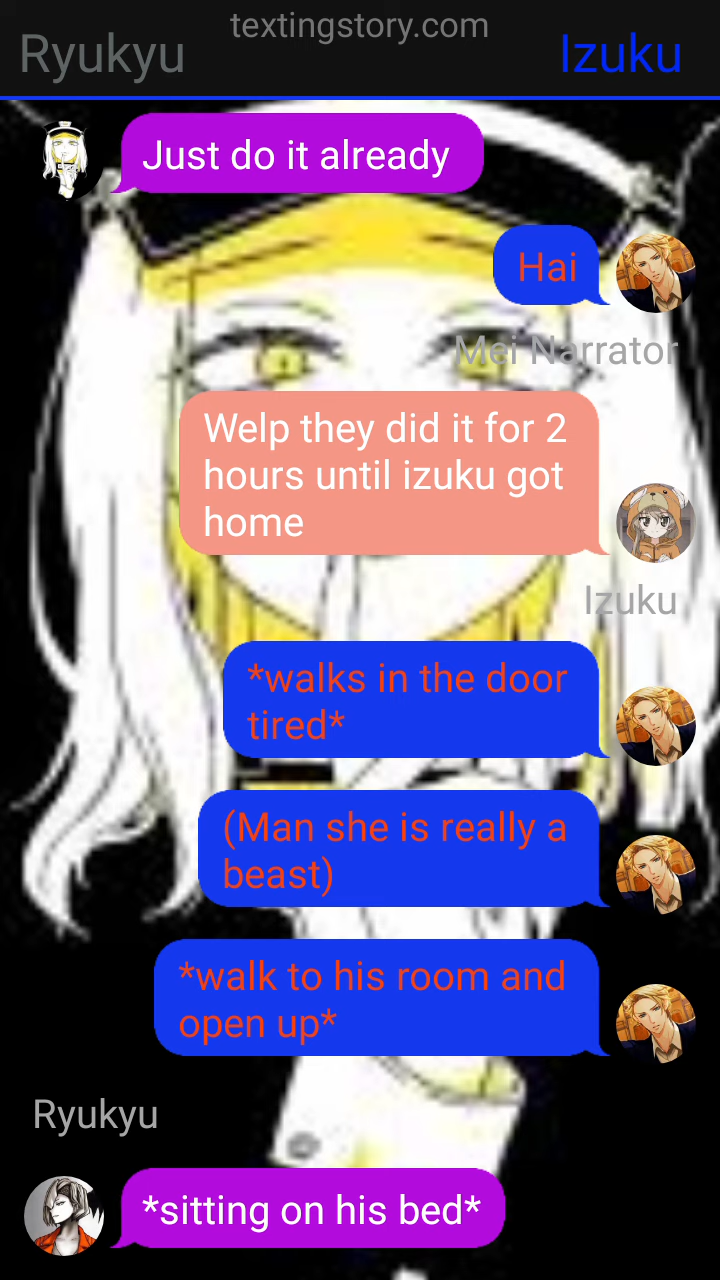 textingstory.com
Ryukyu
Izuku
Just do it already
Hai
Mei Narrator
Welp they did it for 2
hours until izuku got
home
Izuku
*walks in the door
tired*
(Man she is really a
beast)
*walk to his room and
open up*
Ryukyu
*sitting on his bed*